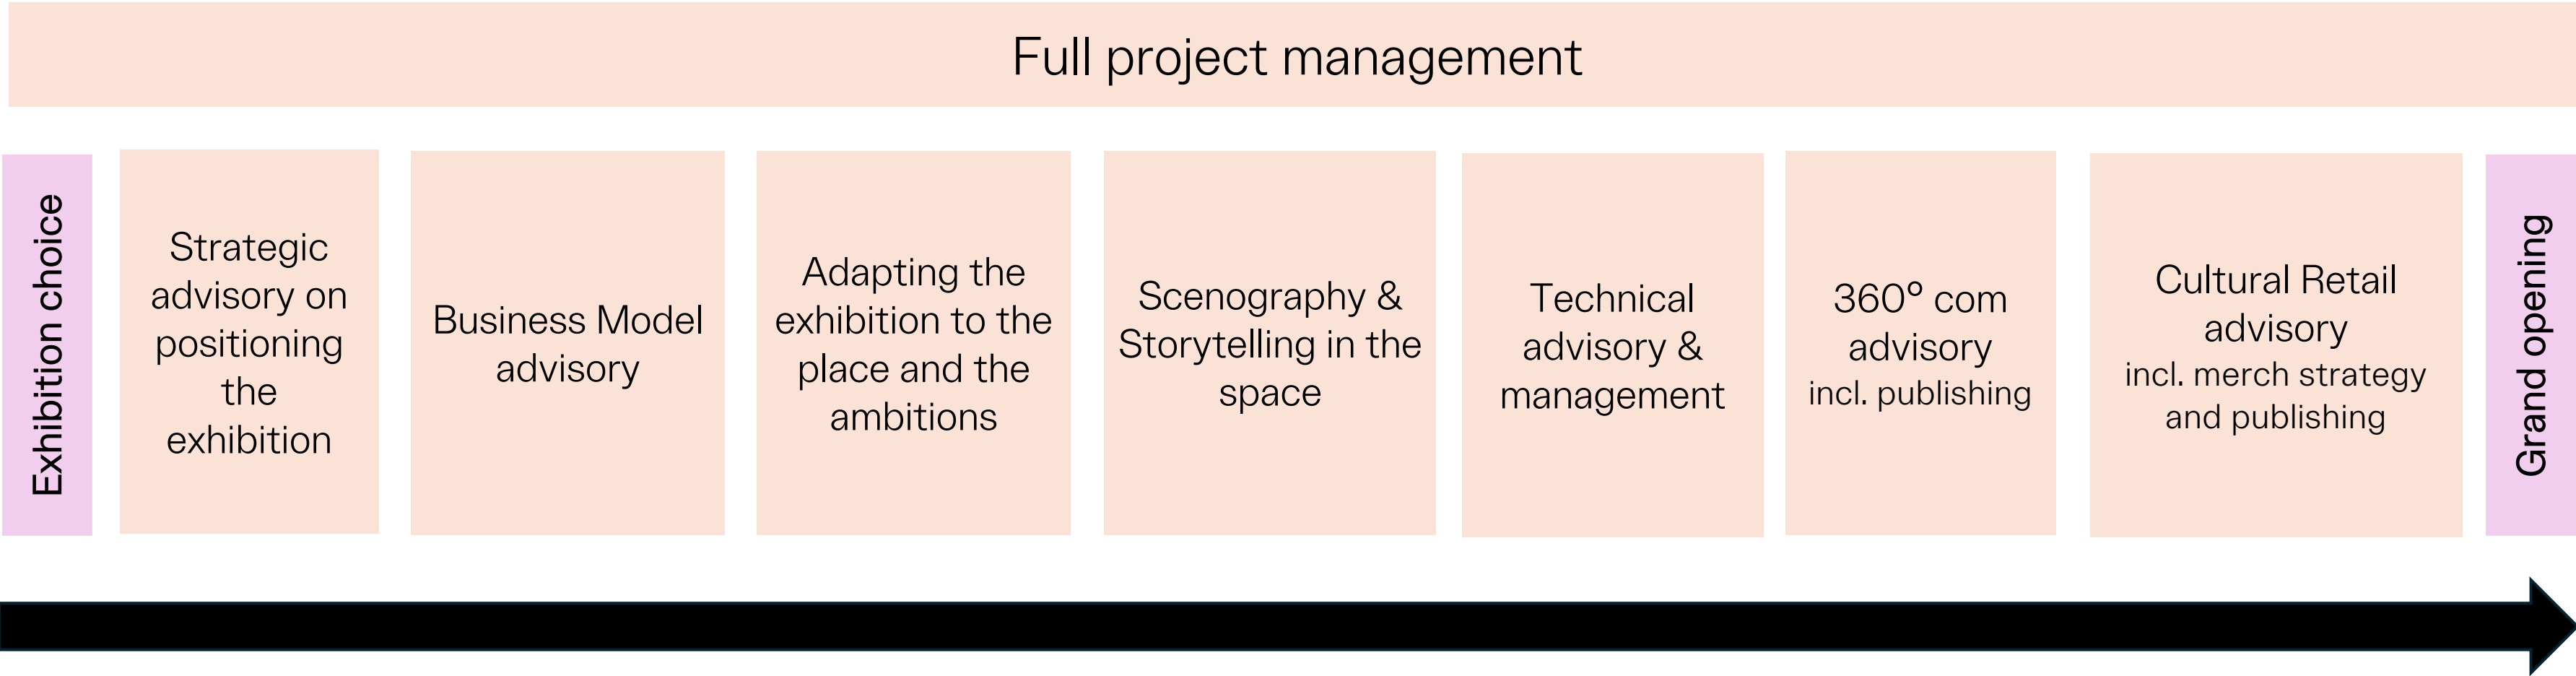 Full project management
Exhibition choice
Strategic
advisory on
positioning
the
exhibition
Business Model
advisory
Adapting the
exhibition to the
place and the
ambitions
Scenography &
Storytelling in the
space
Technical
advisory &
management
360° com
advisory
incl. publishing
Cultural Retail
advisory
incl. merch strategy
and publishing
Grand opening